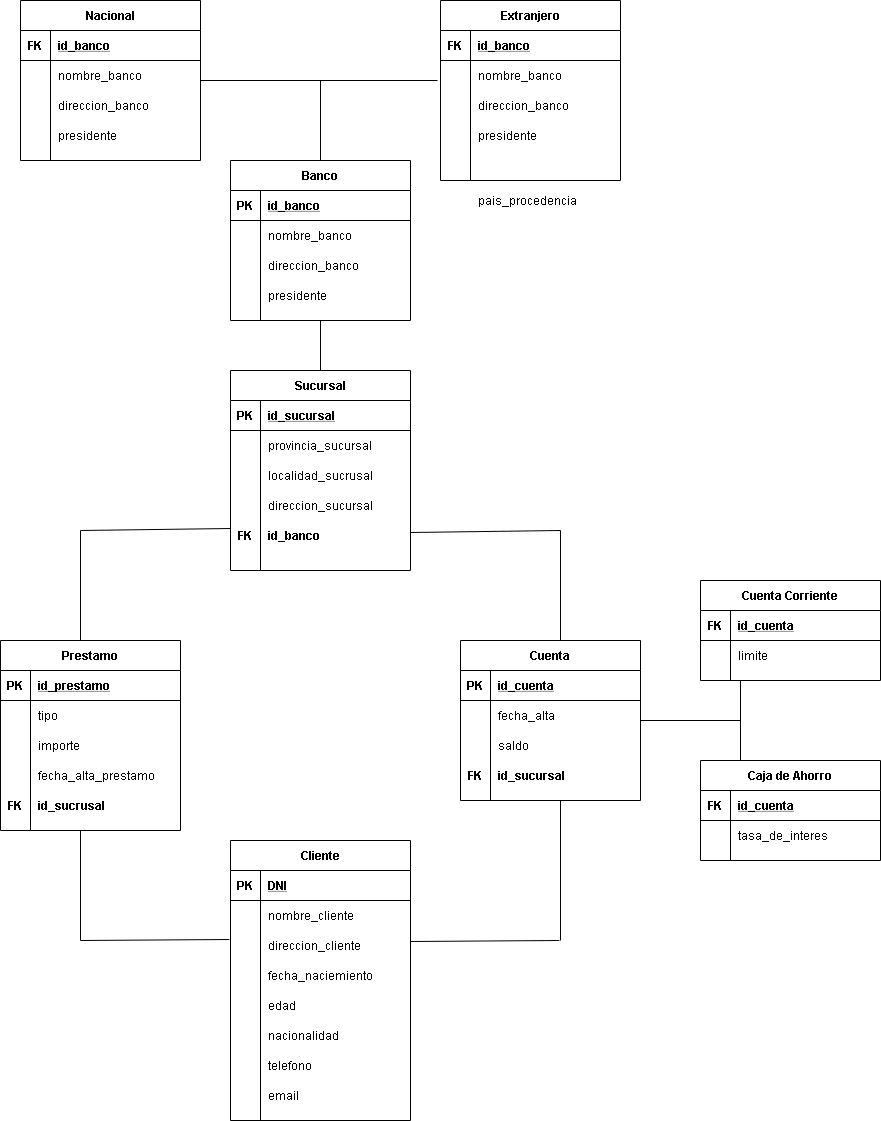 Nacional
FK id_banco
nombre_banco
direccion_banco
presidente
Extranjero
FK id_banco
nombre_banco
direccion_banco
presidente
pais_procedencia
Banco
PK id_banco
nombre_banco
direccion_banco
presidente
Sucursal
PK id_sucursal
provincia_sucursal
localidad_sucrusal
direccion_sucursal
FK id_banco
Prestamo
PK id_prestamo
tipo
importe
fecha_alta_prestamo
FK id_sucrusal
Cuenta
PK id_cuenta
fecha_alta
saldo
FK id_sucursal
Cuenta Corriente
FK id_cuenta
limite
Caja de Ahorro
FK id_cuenta
tasa_de_interes
Cliente
PK DNI
nombre_cliente
direccion_cliente
fecha_naciemiento
edad
nacionalidad
telefono
email